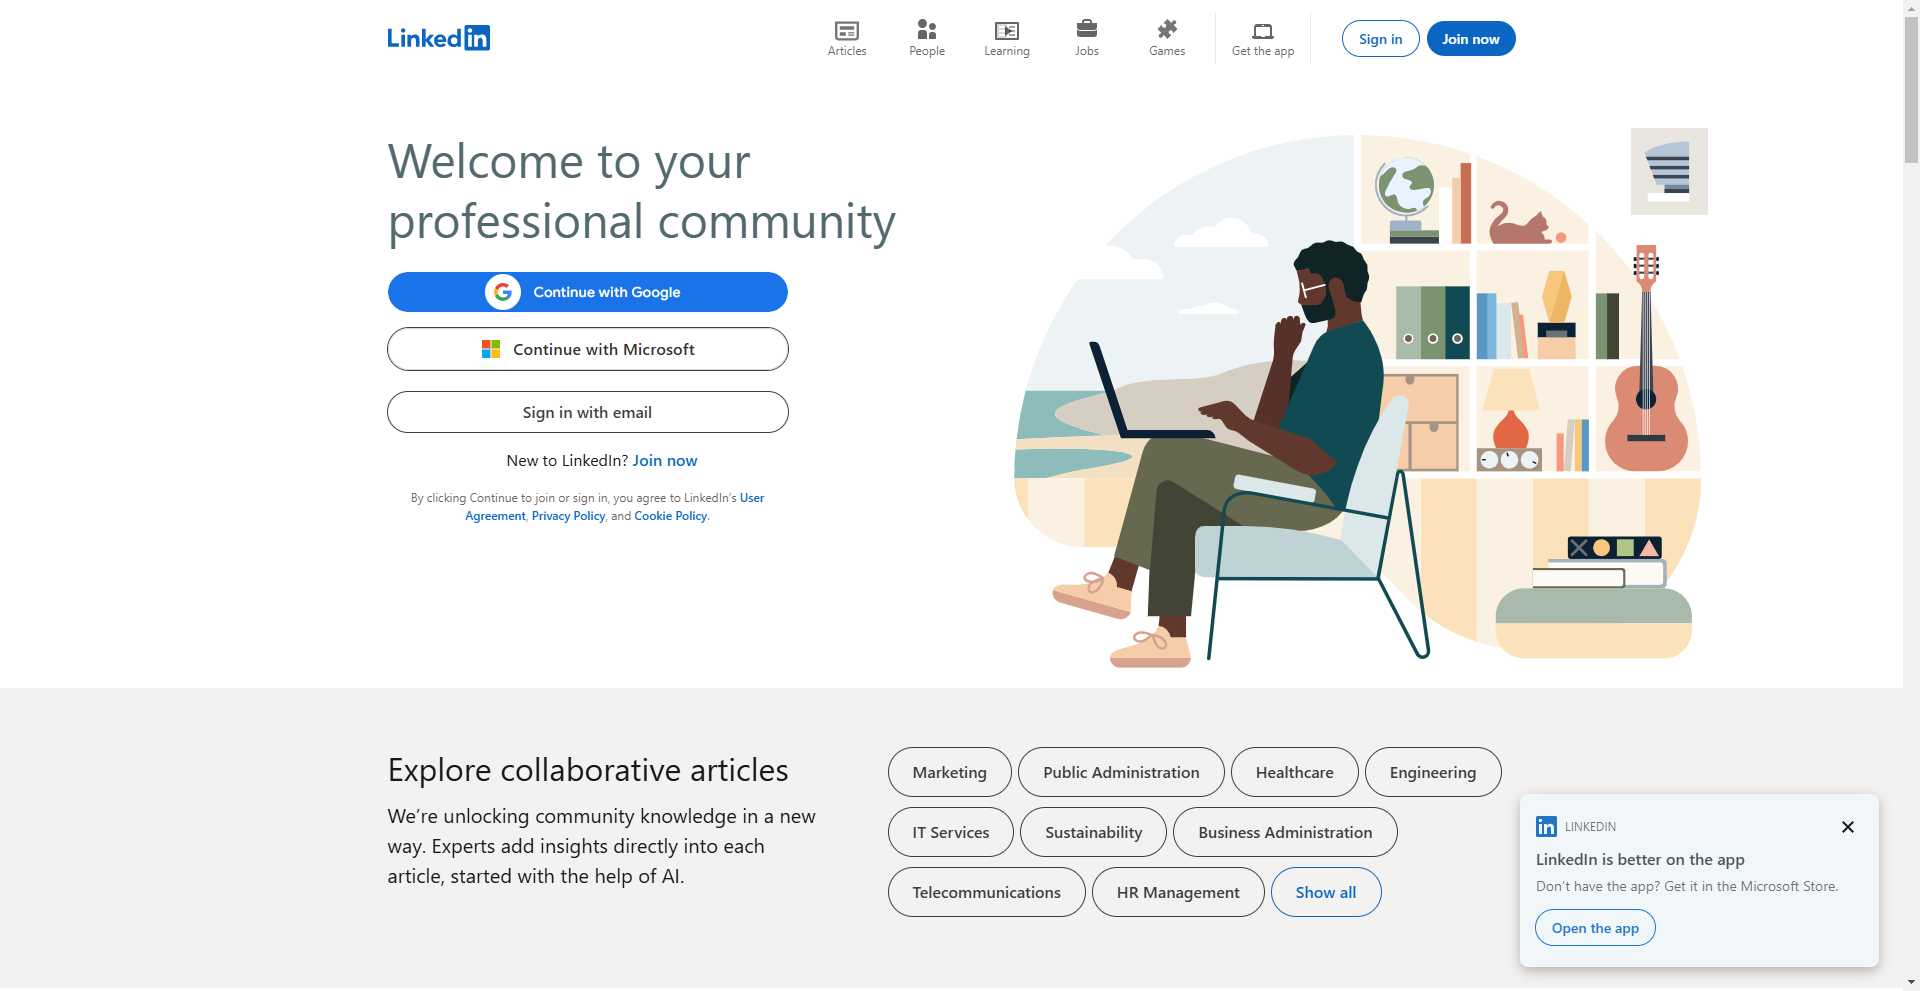 Linked in
Articles
People
Learning
Jobs
Games
Get the app
Sign in
Join now
Welcome to your
professional community
Continue with Google
Continue with Microsoft
Sign in with email
New to LinkedIn? Join now
By clicking Continue to join or sign in, you agree to LinkedIn's User
Agreement, Privacy Policy, and Cookie Policy.
Explore collaborative articles
We’re unlocking community knowledge in a new
way. Experts add insights directly into each
article, started with the help of AI.
Marketing
Public Administration
Healthcare
Engineering
IT Services
Sustainability
Business Administration
Telecommunications
HR Management
Show all
in LINKEDIN
LinkedIn is better on the app
Don’t have the app? Get it in the Microsoft Store.
Open the app